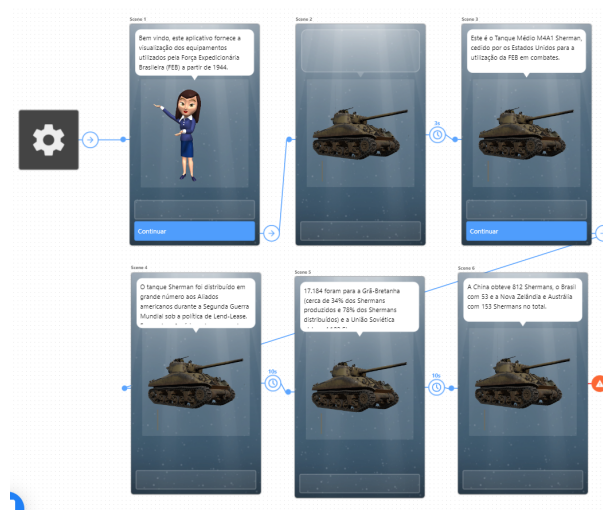 Scene 1
Bem vindo, este aplicativo fornece a
visualização dos equipamentos
utilizados pela Força Expedicionária
Brasileira (FEB) a partir de 1944.
Continuar
Scene 2
3s
Scene 3
Este é o Tanque Médio M4A1 Sherman,
cedido por os Estados Unidos para a
utilização da FEB em combates.
Continuar
Scene 4
O tanque Sherman foi distribuído em
grande número aos Aliados
americanos durante a Segunda Guerra
Mundial sob a política de Lend-Lease.
10s
Scene 5
17.184 foram para a Grã-Bretanha
(cerca de 34% dos Shermans
produzidos e 78% dos Shermans
distribuídos) e a União Soviética
10s
Scene 6
A China obteve 812 Shermans, o Brasil
com 53 e a Nova Zelândia e Austrália
com 153 Shermans no total.